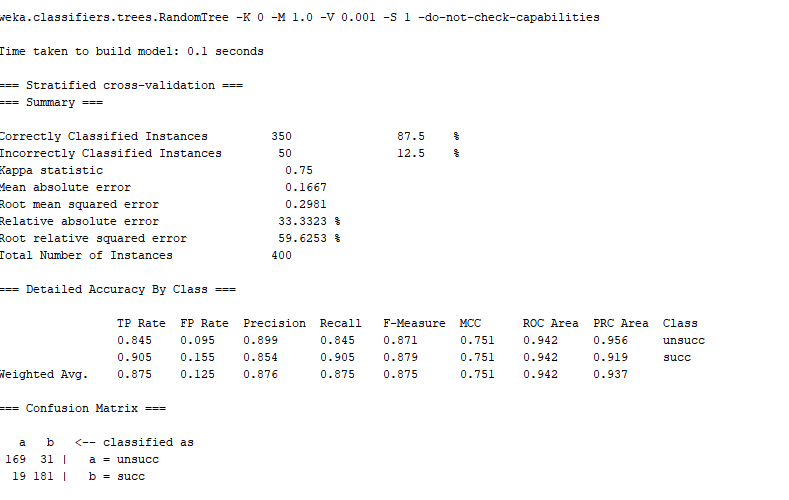 weka.classifiers.trees.RandomTree -K 0 -M 1.0 -V 0.001 -S 1 -do-not-check-capabilities
Time taken to build model: 0.1 seconds
=== Stratified cross-validation ===
=== Summary ===
Correctly Classified Instances 350 87.5 %
Incorrectly Classified Instances 50 12.5 %
Kappa statistic 0.75
Mean absolute error 0.1667
Root mean squared error 0.2981
Relative absolute error 33.3323 %
Root relative squared error 59.6253 %
Total Number of Instances 400
=== Detailed Accuracy By Class ===
TP Rate FP Rate Precision Recall F-Measure MCC ROC Area PRC Area Class
0.845 0.095 0.899 0.845 0.871 0.751 0.942 0.956 unsucc
0.905 0.155 0.854 0.905 0.879 0.751 0.942 0.919 succ
Weighted Avg. 0.875 0.125 0.876 0.875 0.875 0.751 0.942 0.937
=== Confusion Matrix ===
a b <-- classified as
169 31 | a = unsucc
19 181 | b = succ